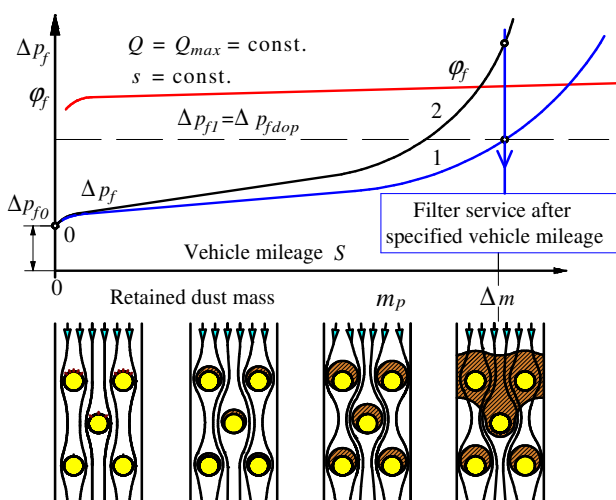 Δp_f
φ_f
Q = Q_max = const.
s = const.
φ_f
2
Δp_f1=Δ p_fdop
1
Δp_f
Δp_f0
0
Filter service after
specified vehicle mileage
Vehicle mileage S
0
Retained dust mass m_p Δm